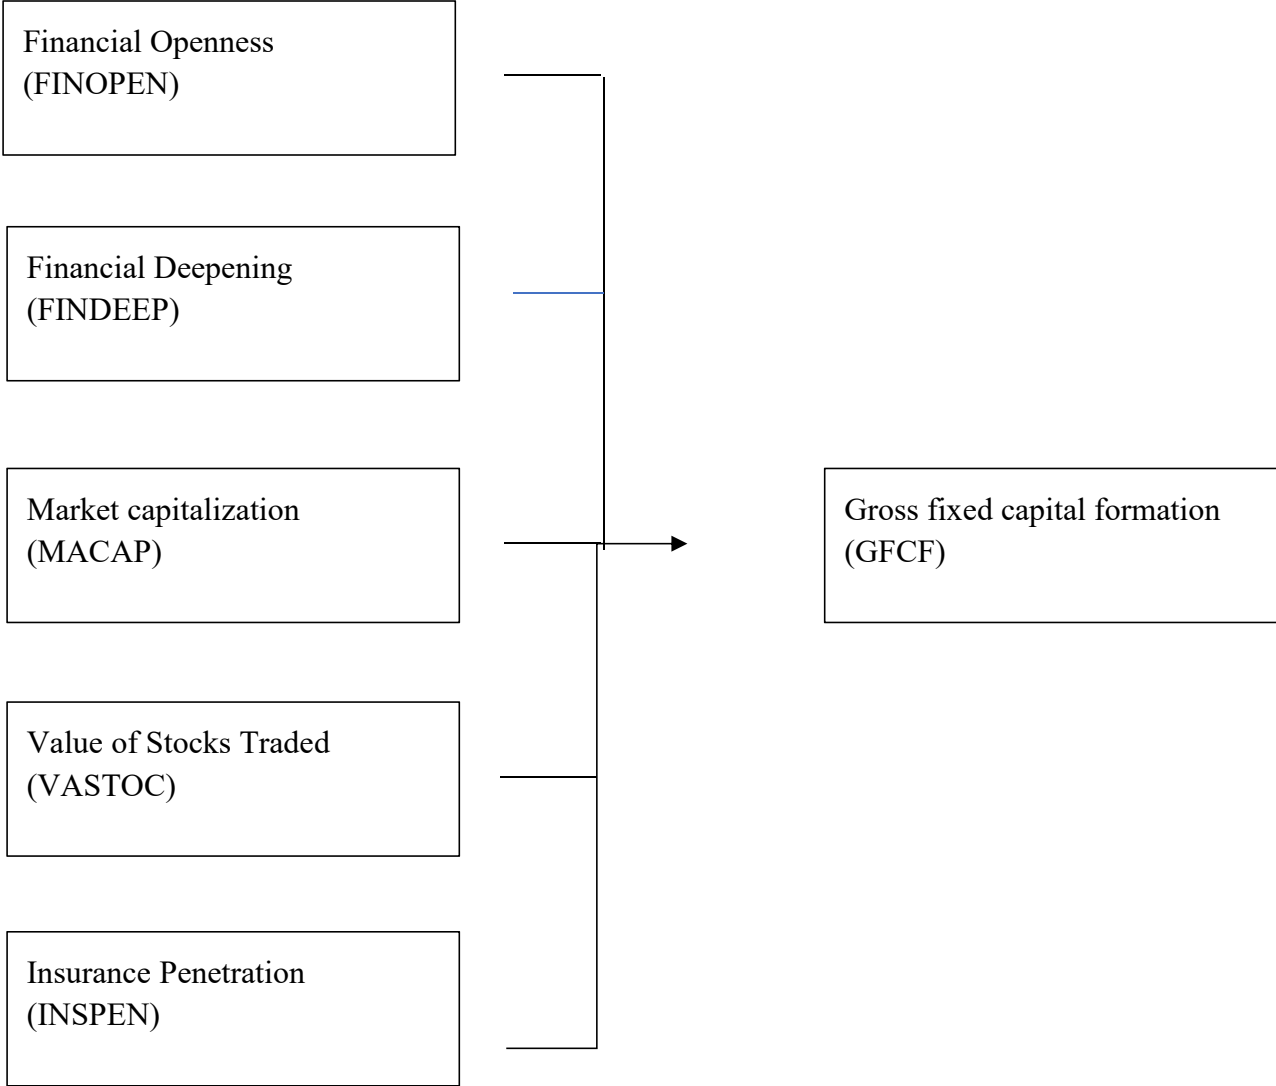 Financial Openness
(FINOPEN)
Financial Deepening
(FINDEEP)
Market capitalization
(MACAP)
Gross fixed capital formation
(GFCF)
Value of Stocks Traded
(VASTOC)
Insurance Penetration
(INSPEN)